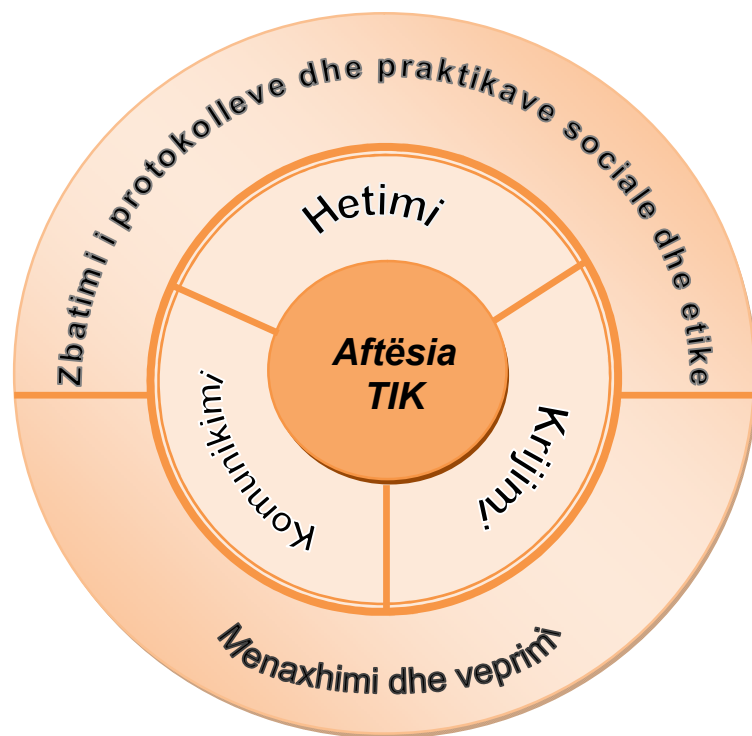 Zbatimi i protokolleve dhe praktikave sociale dhe etike
Hetimi
Aftësia
TIK
Komunikimi
Krijimi
Menaxhimi dhe veprimi